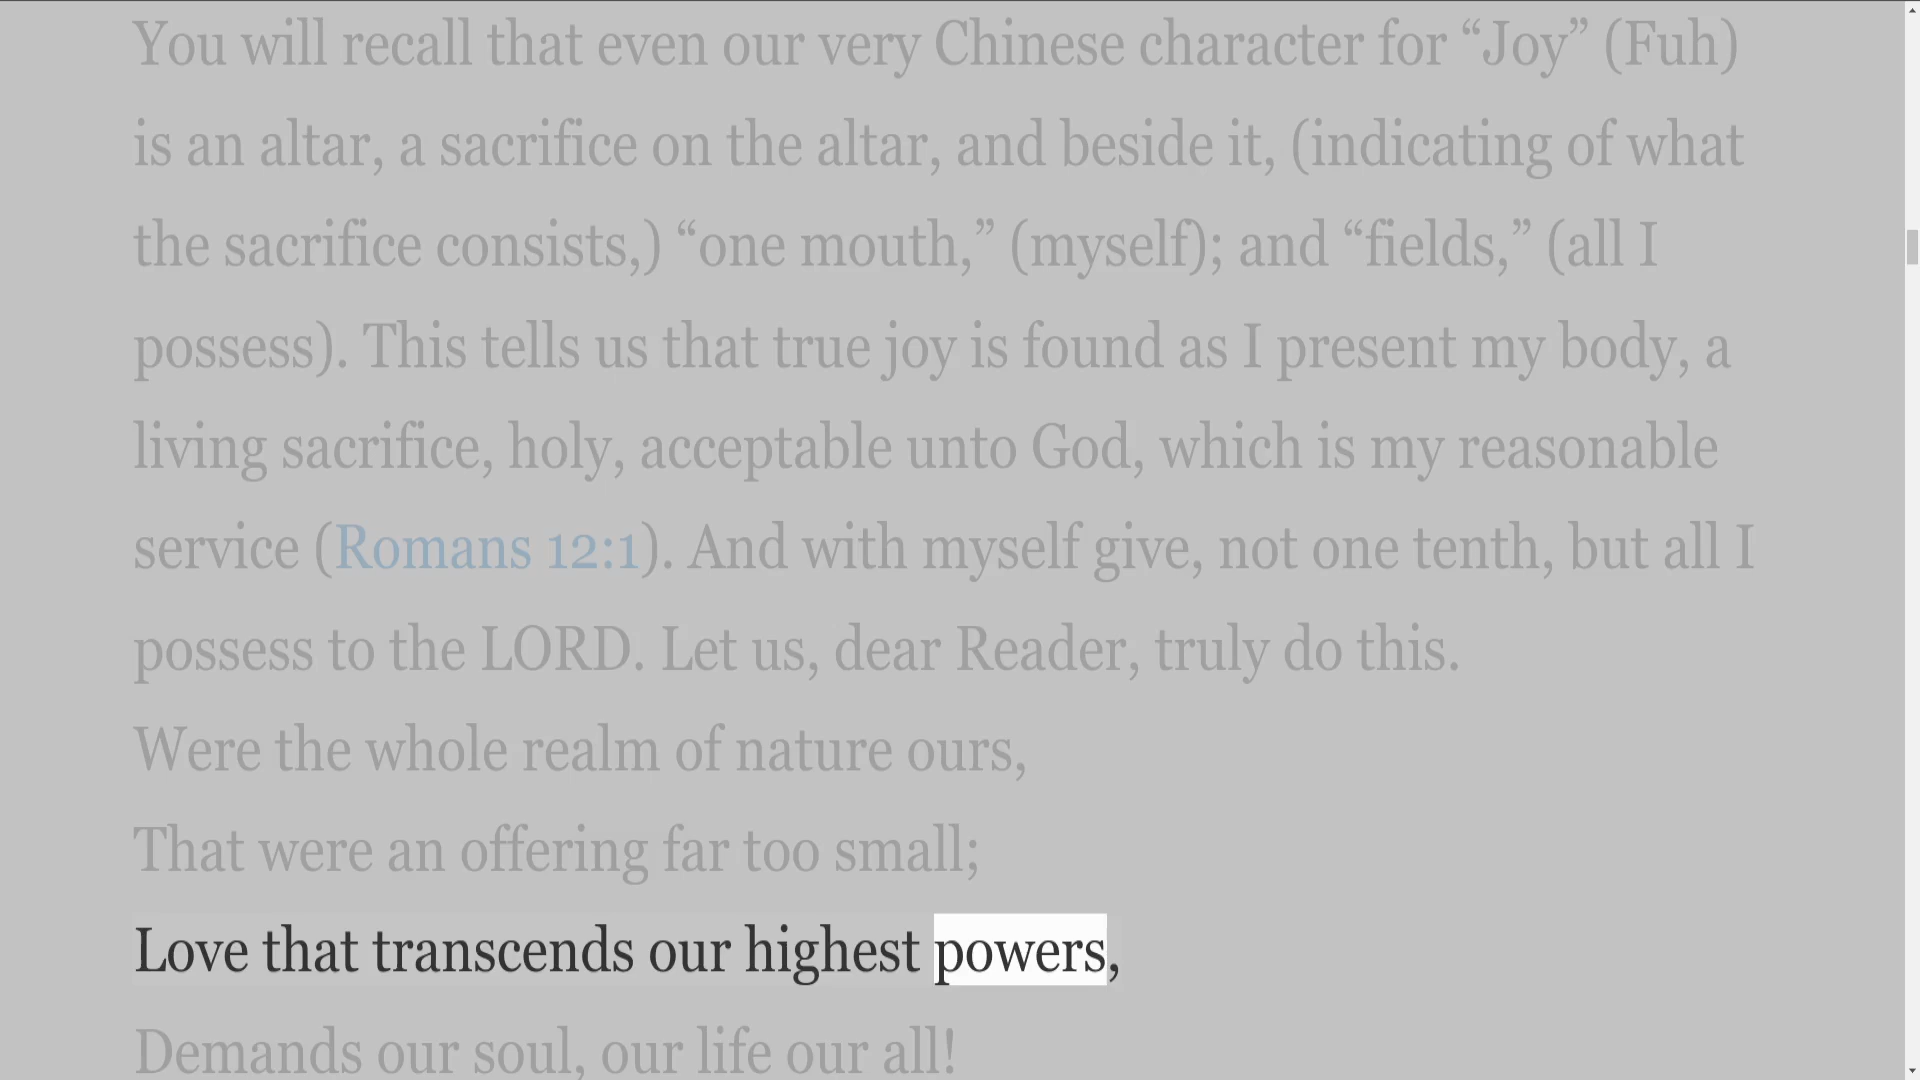 You will recall that even our very Chinese character for “Joy” (Fuh)
is an altar, a sacrifice on the altar, and beside it, (indicating of what
the sacrifice consists,) “one mouth,” (myself); and “fields,” (all I
possess). This tells us that true joy is found as I present my body, a
living sacrifice, holy, acceptable unto God, which is my reasonable
service (Romans 12:1). And with myself give, not one tenth, but all I
possess to the LORD. Let us, dear Reader, truly do this.
Were the whole realm of nature ours,
That were an offering far too small;
Love that transcends our highest powers,
Demands our soul, our life our all!